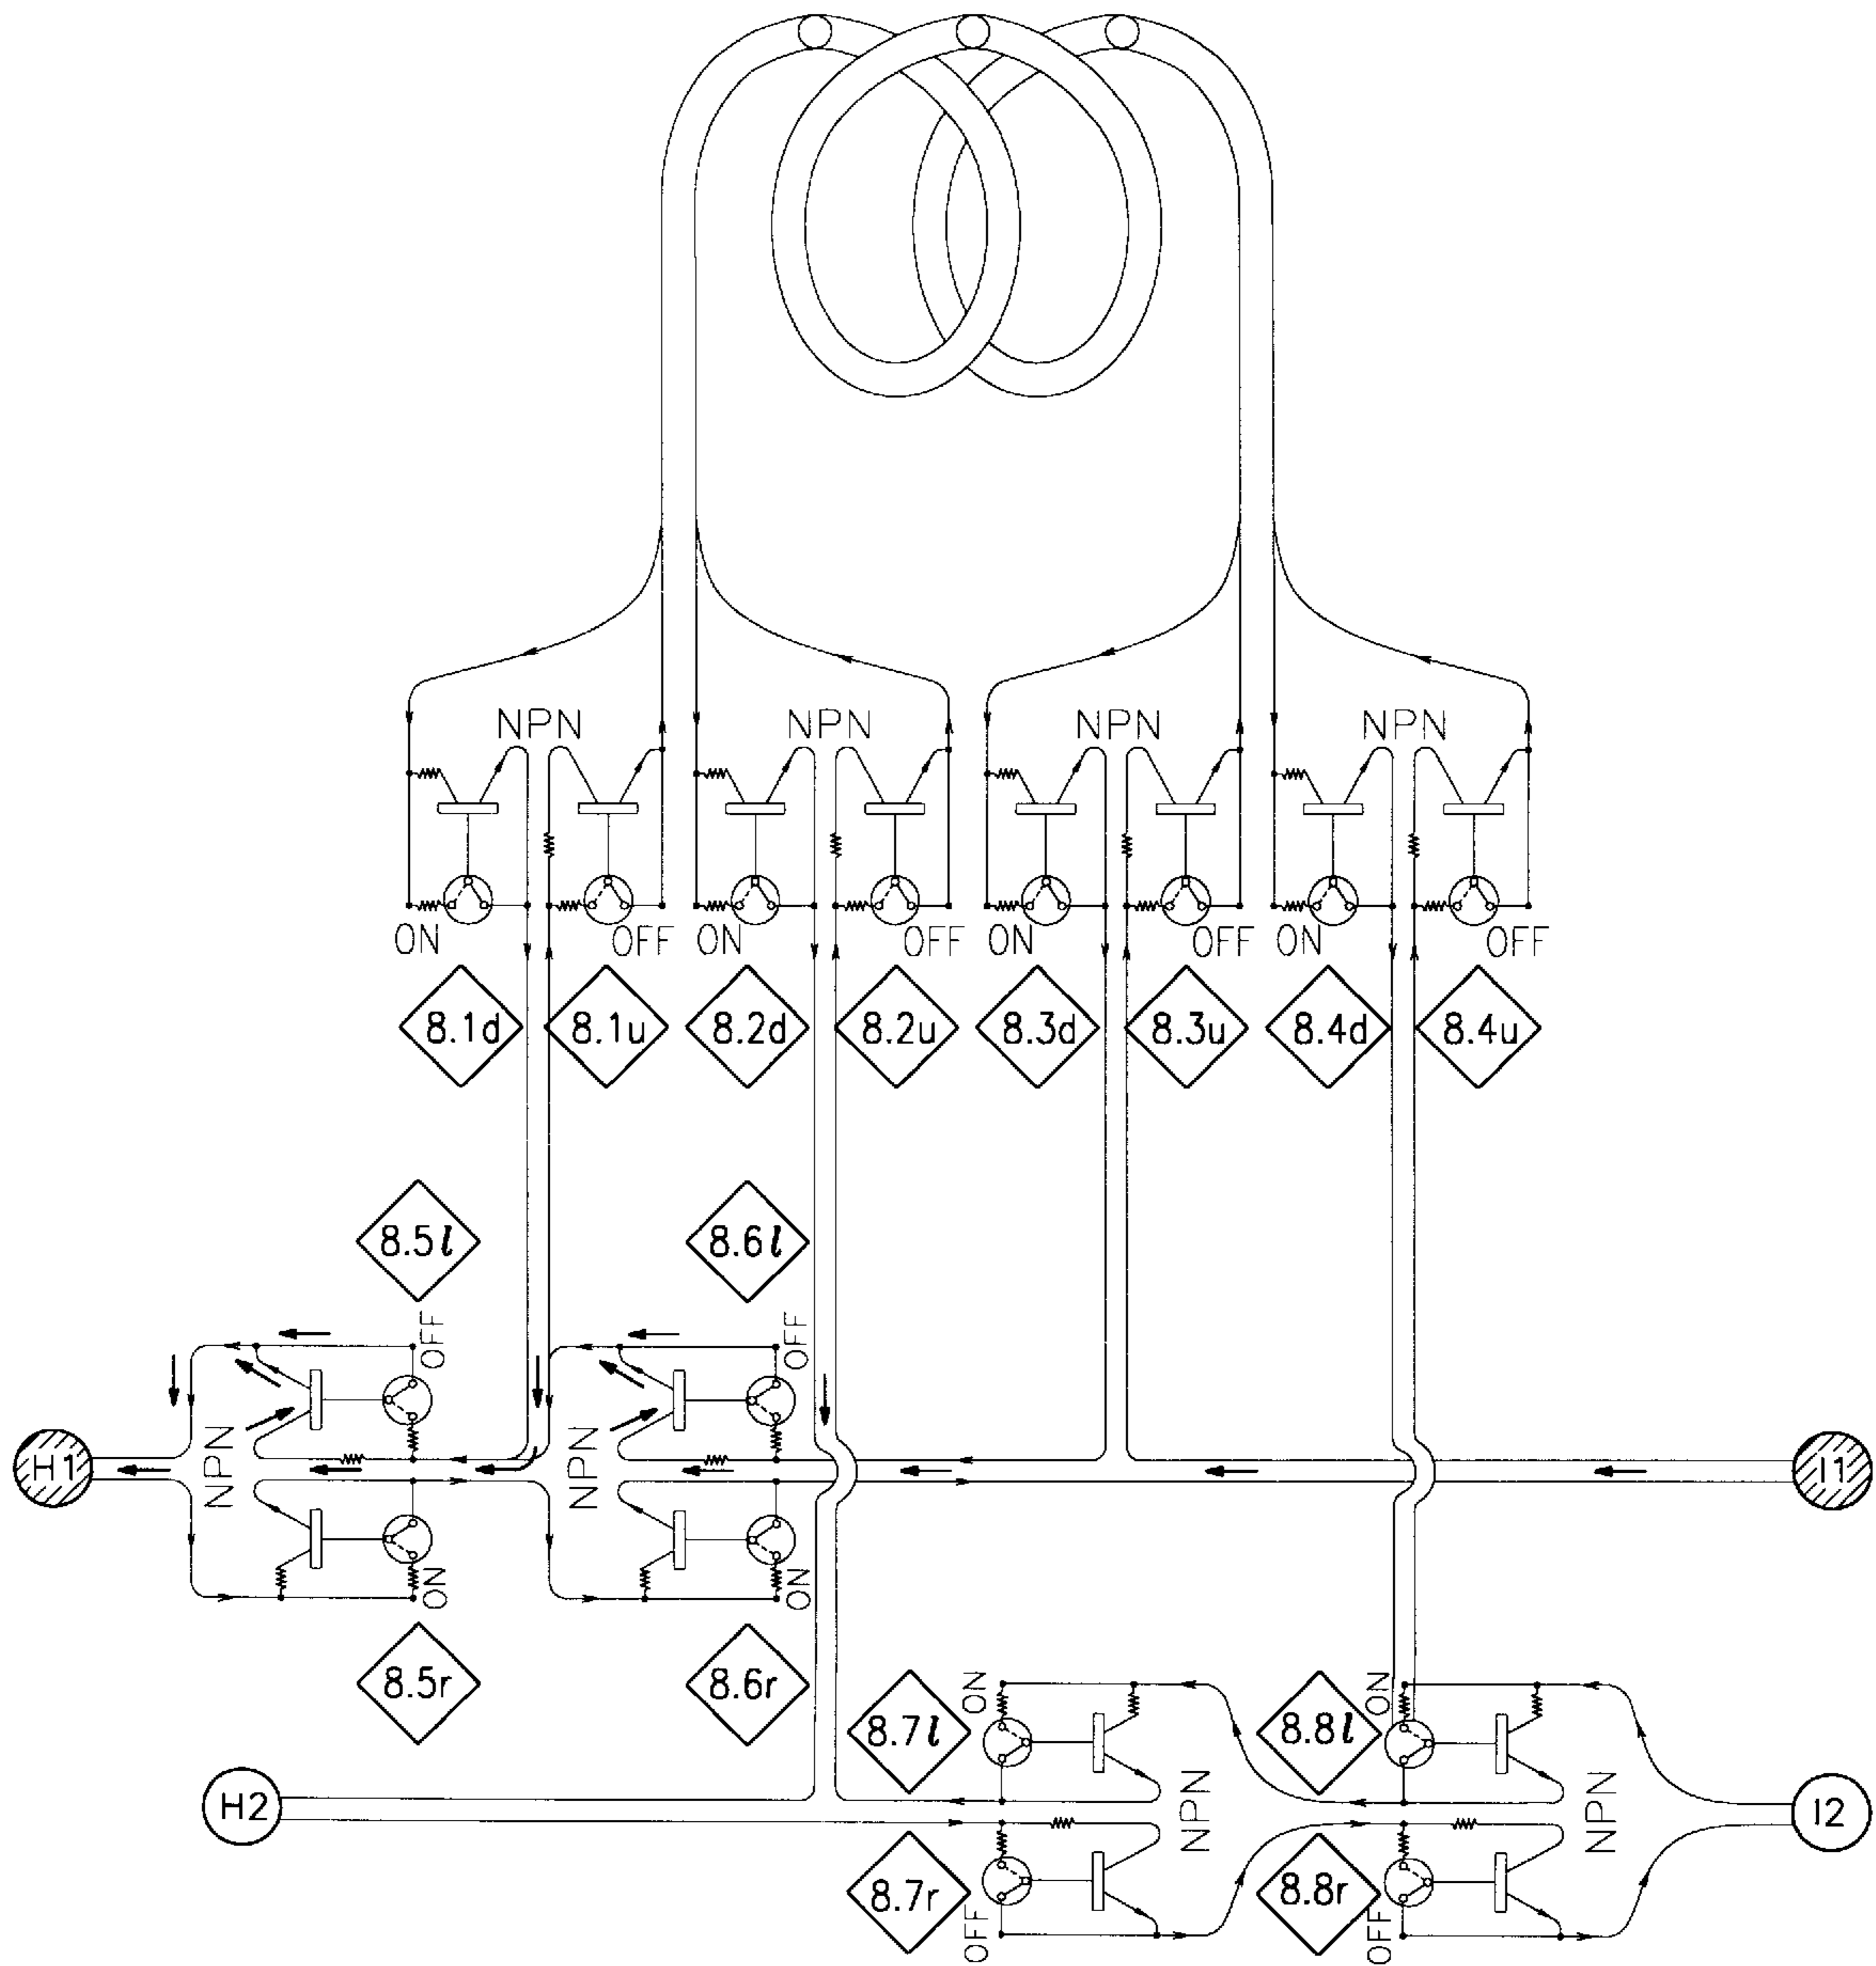 NPN NPN NPN NPN
ON OFF ON OFF ON OFF ON OFF
8.1d 8.1u 8.2d 8.2u 8.3d 8.3u 8.4d 8.4u
8.5l 8.6l
OFF OFF
H1 NPN NPN I1
ON ON
8.5r 8.6r
ON ON
8.7l 8.8l
H2 NPN NPN I2
8.7r 8.8r
OFF OFF